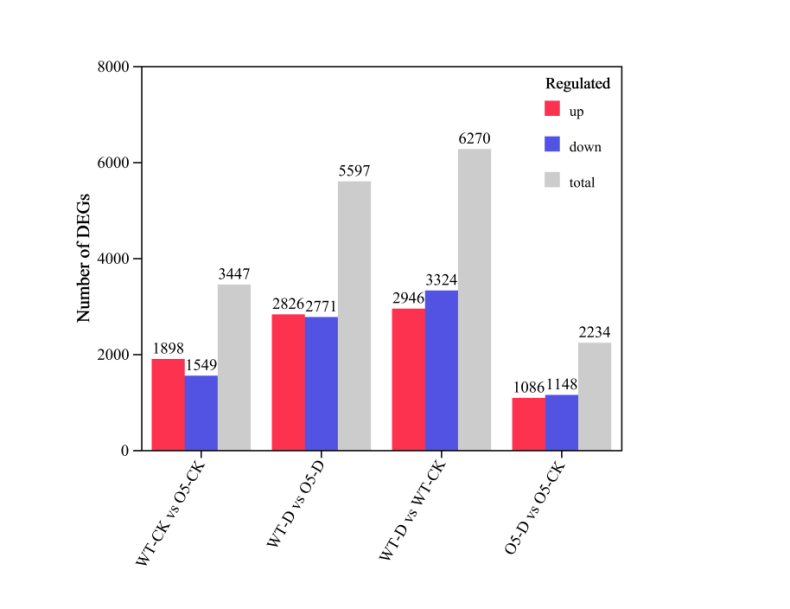 Number of DEGs
8000
6000
4000
2000
0
Regulated
up
down
total
1898
1549
3447
2826
2771
5597
2946
3324
6270
1086
1148
2234
WT-CK vs O5-CK
WT-D vs O5-D
WT-D vs WT-CK
O5-D vs O5-CK